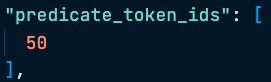 "predicate_token_ids": [
50
],